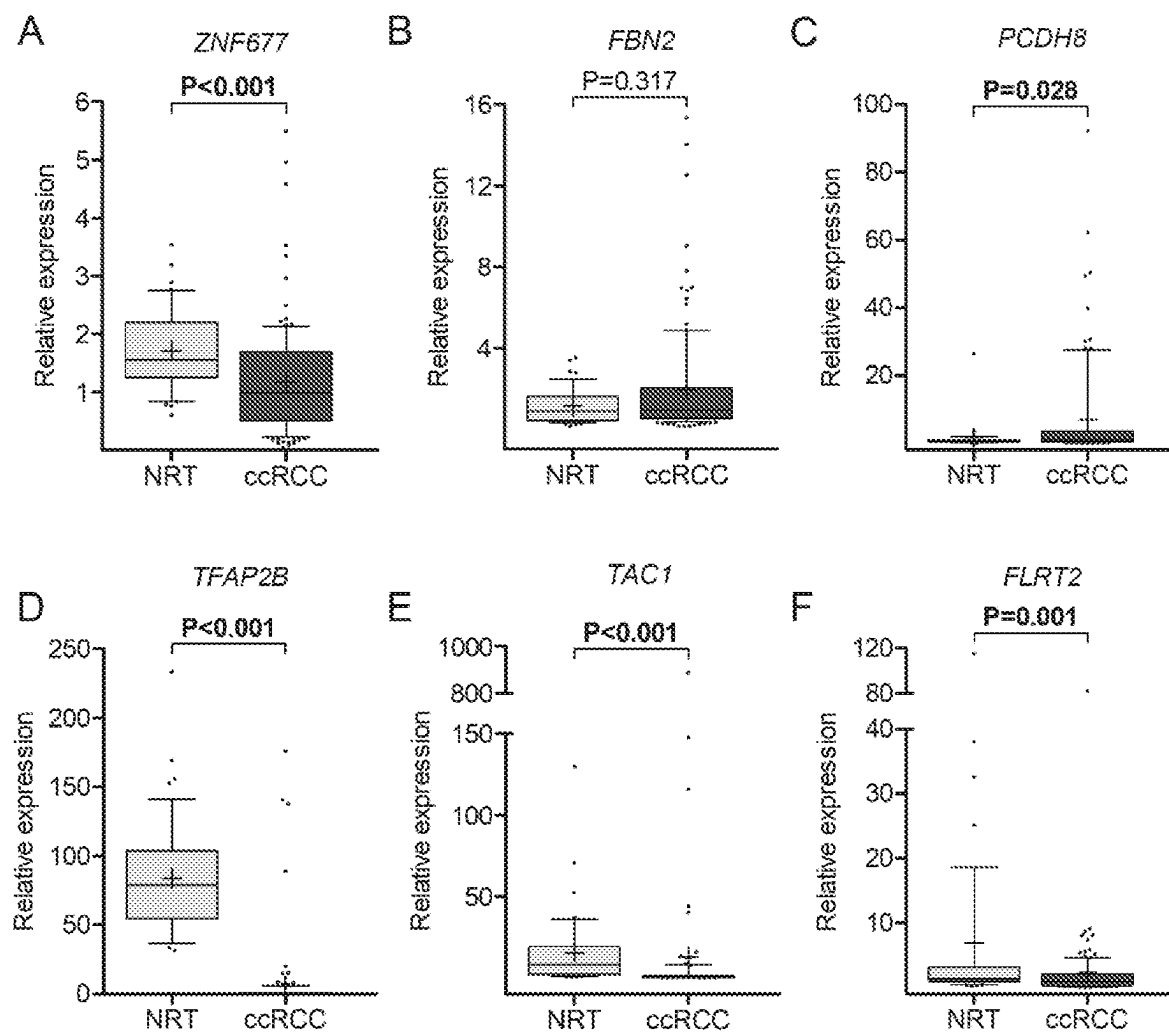 A
ZNF677
P<0.001
6
5
4
3
2
1
Relative expression
NRT
ccRCC
B
FBN2
P=0.317
16
12
8
4
Relative expression
NRT
ccRCC
C
PCDH8
P=0.028
100
80
60
40
20
Relative expression
NRT
ccRCC
D
TFAP2B
P<0.001
250
200
150
100
50
0
Relative expression
NRT
ccRCC
E
TAC1
P<0.001
1000
800
150
100
50
Relative expression
NRT
ccRCC
F
FLRT2
P=0.001
120
80
40
30
20
10
Relative expression
NRT
ccRCC